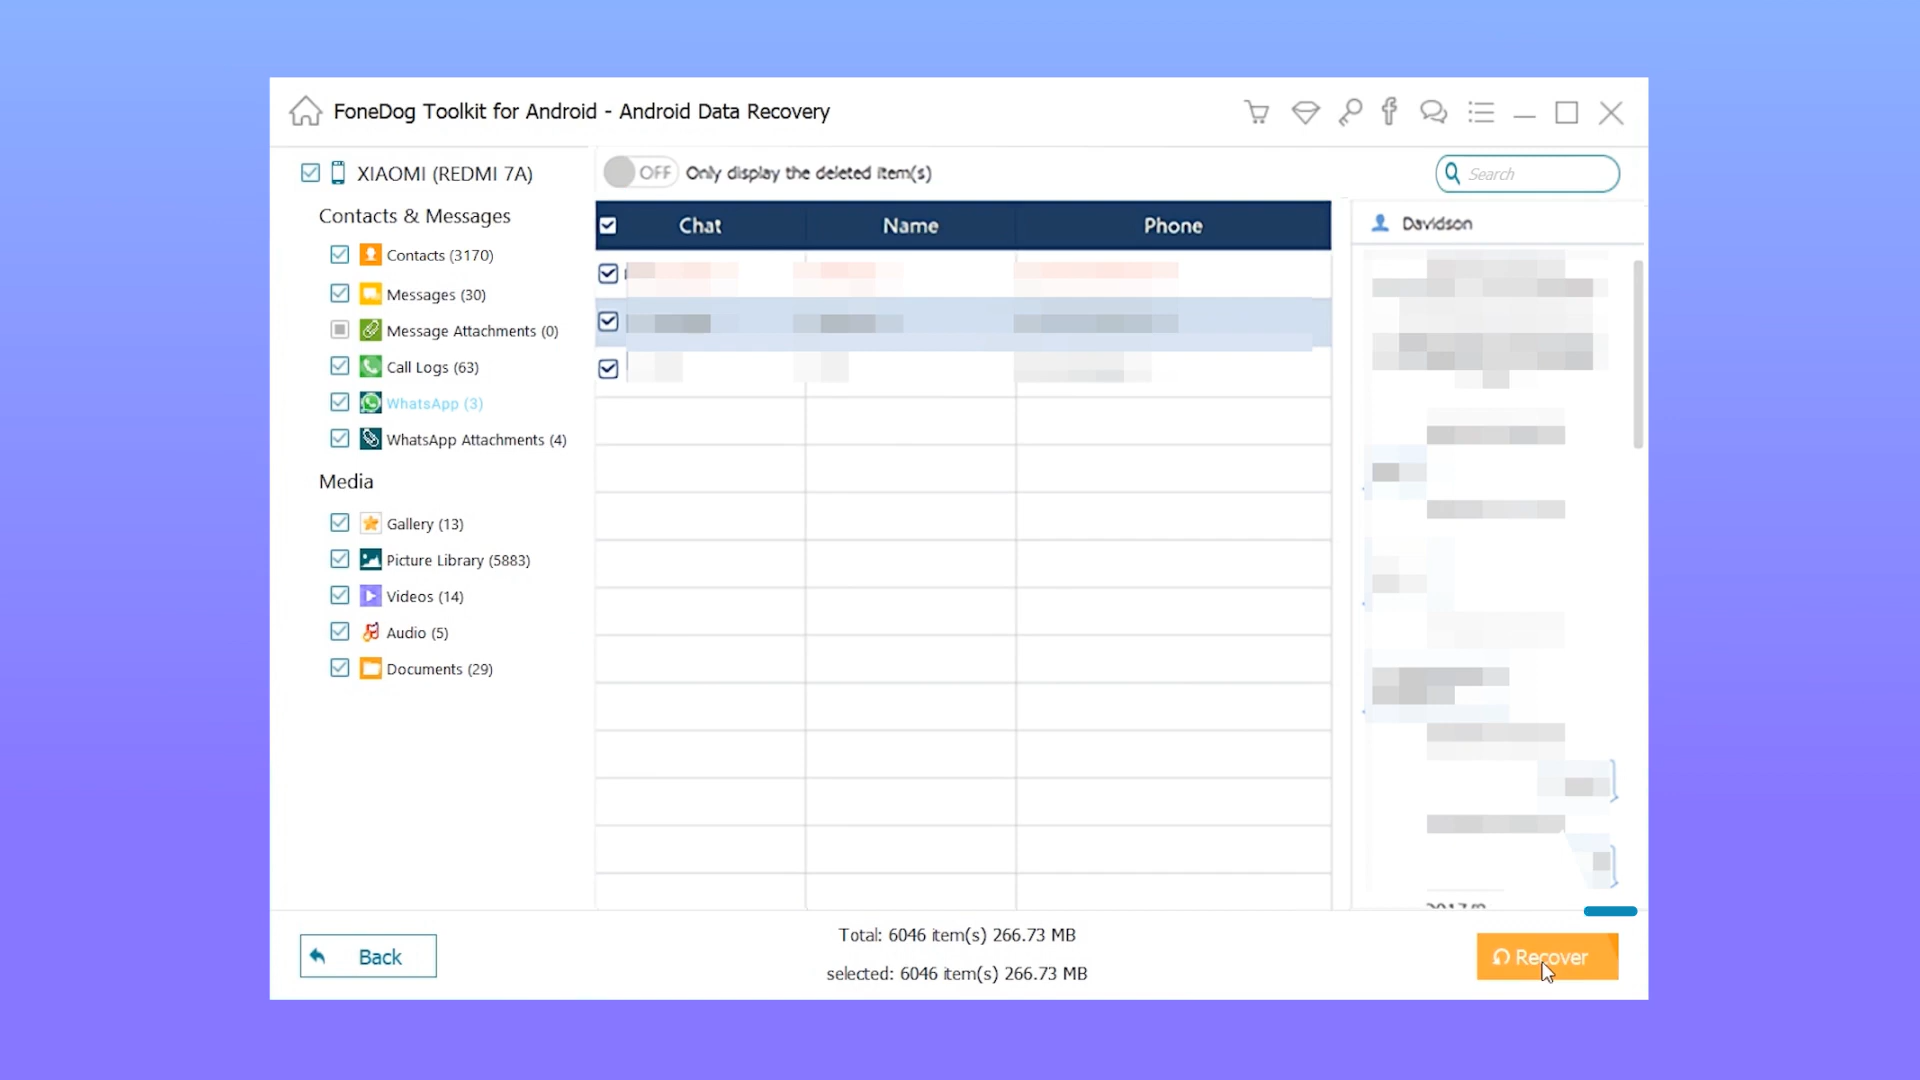 FoneDog Toolkit for Android - Android Data Recovery
XIAOMI (REDMI 7A)
OFF Only display the deleted item(s)
Search
Contacts & Messages
Contacts (3170)
Messages (30)
Message Attachments (0)
Call Logs (63)
WhatsApp (3)
WhatsApp Attachments (4)
Media
Gallery (13)
Picture Library (5883)
Videos (14)
Audio (5)
Documents (29)
Chat Name Phone
Davidson
Back
Total: 6046 item(s) 266.73 MB
selected: 6046 item(s) 266.73 MB
Recover